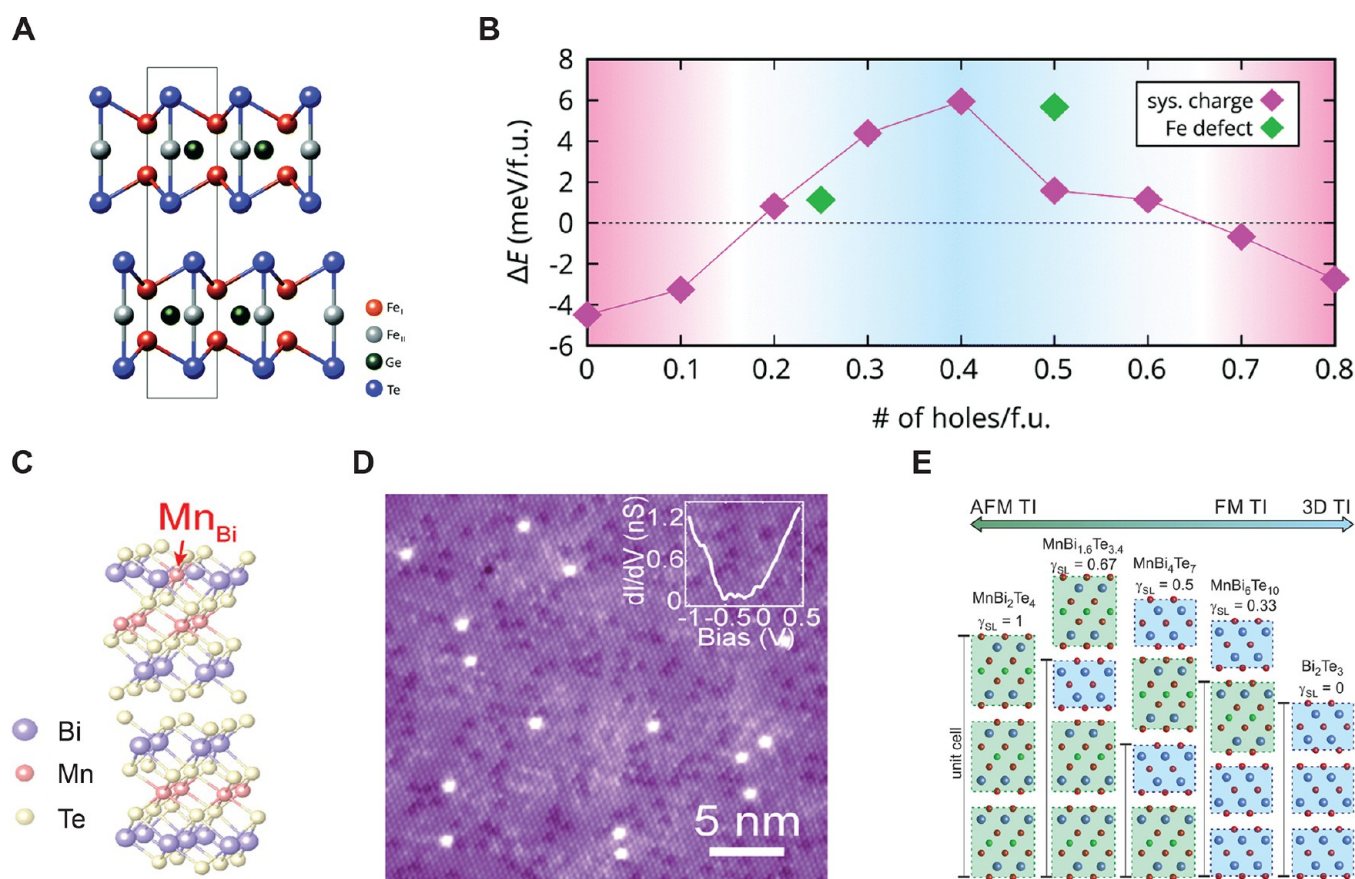 A
Fe_I
Fe_II
Ge
Te
B
8
6
4
2
0
-2
-4
-6
ΔE (meV/f.u.)
sys. charge
Fe defect
0 0.1 0.2 0.3 0.4 0.5 0.6 0.7 0.8
# of holes/f.u.
C
Mn_Bi
Bi
Mn
Te
D
dI/dV (nS)
1.2
0.6
0
-1 -0.5 0 0.5
Bias (V)
5 nm
E
AFM TI FM TI 3D TI
MnBi_1.6Te_3.4
γ_SL = 0.67
MnBi_4Te_7
γ_SL = 0.5
MnBi_6Te_10
γ_SL = 0.33
MnBi_2Te_4
γ_SL = 1
Bi_2Te_3
γ_SL = 0
unit cell